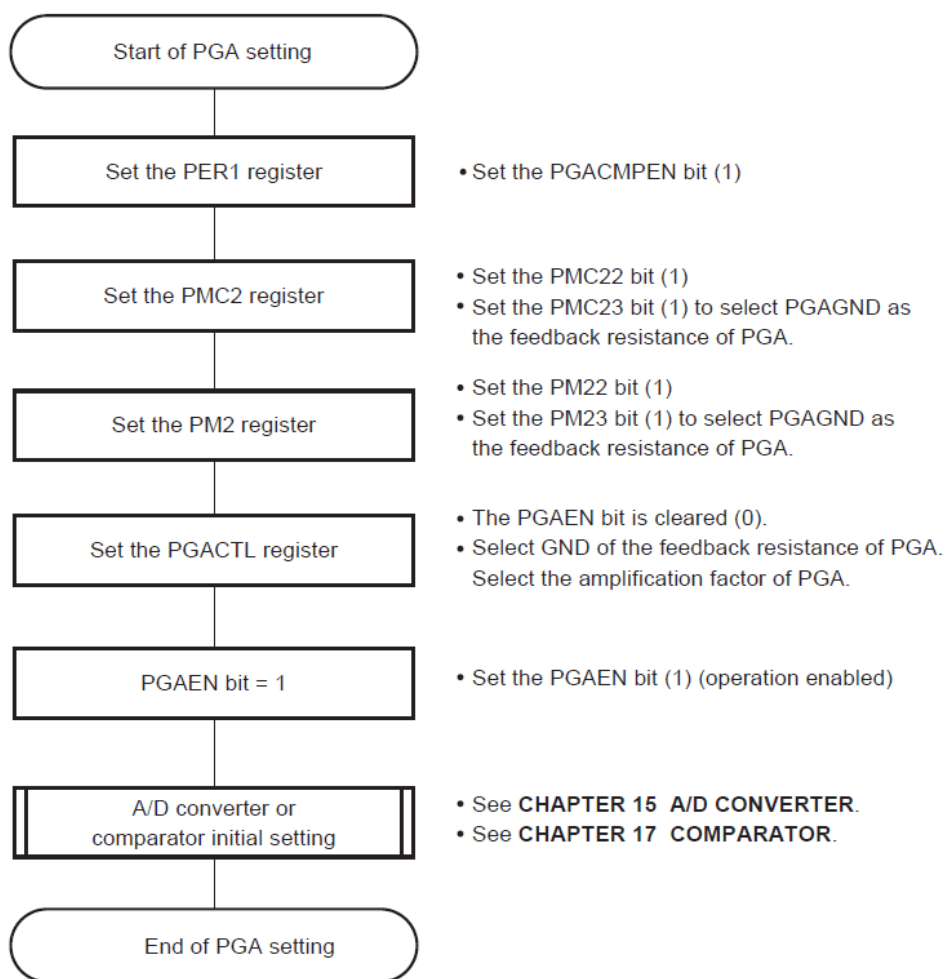 Start of PGA setting
Set the PER1 register
• Set the PGACMPEN bit (1)
Set the PMC2 register
• Set the PMC22 bit (1)
• Set the PMC23 bit (1) to select PGAGND as
the feedback resistance of PGA.
Set the PM2 register
• Set the PM22 bit (1)
• Set the PM23 bit (1) to select PGAGND as
the feedback resistance of PGA.
Set the PGACTL register
• The PGAEN bit is cleared (0).
• Select GND of the feedback resistance of PGA.
Select the amplification factor of PGA.
PGAEN bit = 1
• Set the PGAEN bit (1) (operation enabled)
A/D converter or
comparator initial setting
• See CHAPTER 15 A/D CONVERTER.
• See CHAPTER 17 COMPARATOR.
End of PGA setting